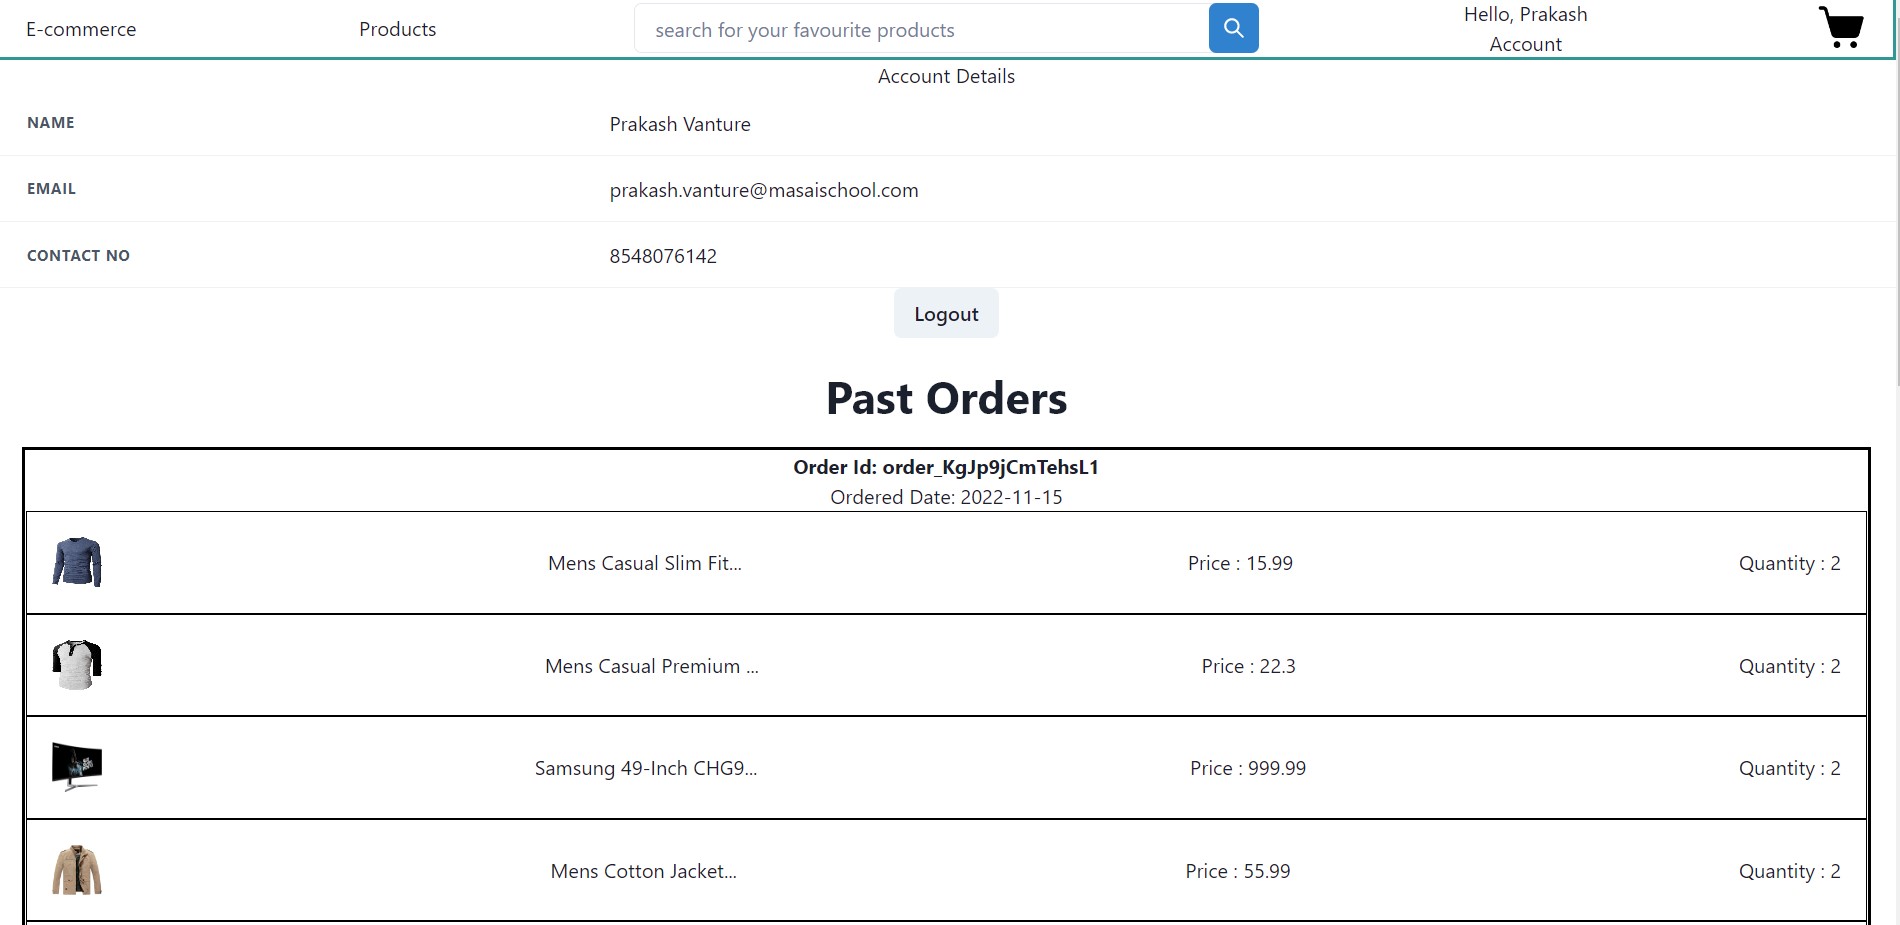 E-commerce
Products
search for your favourite products
Hello, Prakash
Account
Account Details
NAME
Prakash Vanture
EMAIL
prakash.vanture@masaischool.com
CONTACT NO
8548076142
Logout
Past Orders
Order Id: order_KgJp9jCmTehsL1
Ordered Date: 2022-11-15
Mens Casual Slim Fit... Price : 15.99 Quantity : 2
Mens Casual Premium ... Price : 22.3 Quantity : 2
Samsung 49-Inch CHG9... Price : 999.99 Quantity : 2
Mens Cotton Jacket... Price : 55.99 Quantity : 2